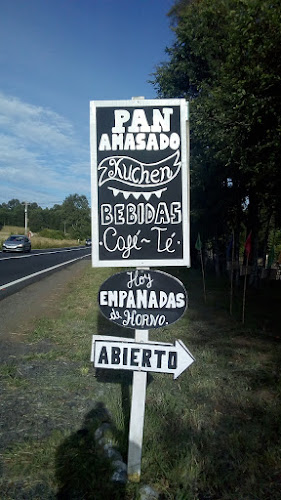 PAN
AMASADO
Kuchen
BEBIDAS
Café~Té
Hoy
EMPANADAS
de HORNO.
ABIERTO